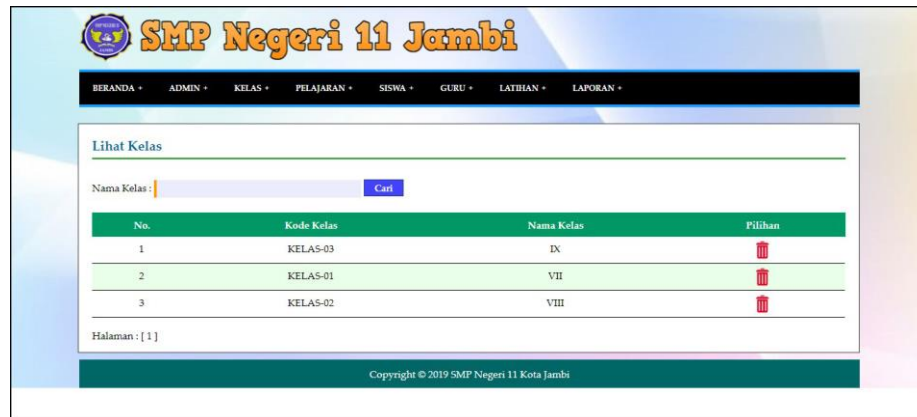 SMP Negeri 11 Jambi
BERANDA + ADMIN + KELAS + PELAJARAN + SISWA + GURU + LATIHAN + LAPORAN +
Lihat Kelas
Nama Kelas : Cari
No. Kode Kelas Nama Kelas Pilihan
1 KELAS-03 IX
2 KELAS-01 VII
3 KELAS-02 VIII
Halaman : [ 1 ]
Copyright © 2019 SMP Negeri 11 Kota Jambi